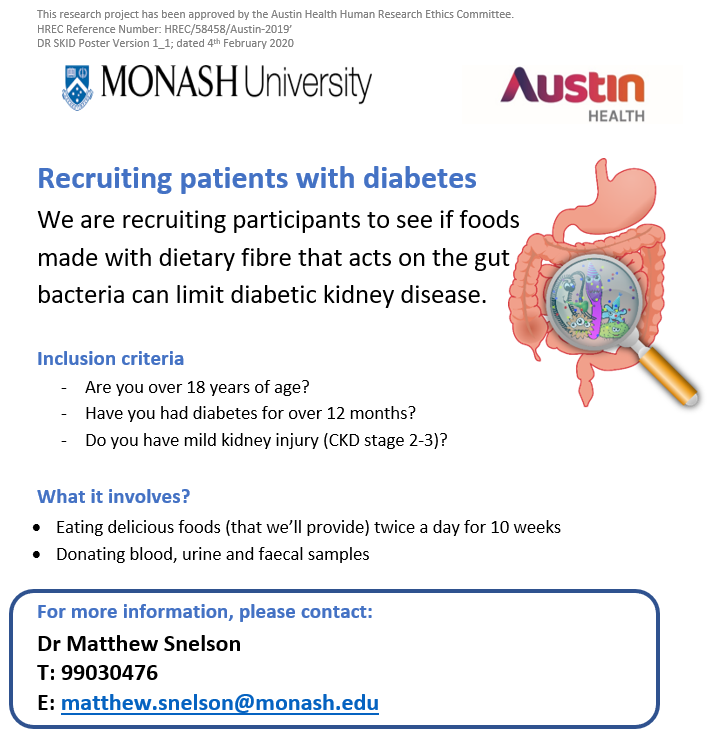 This research project has been approved by the Austin Health Human Research Ethics Committee.
HREC Reference Number: HREC/58458/Austin-2019’
DR SKID Poster Version 1_1; dated 4th February 2020
MONASH University
Austin
HEALTH
Recruiting patients with diabetes
We are recruiting participants to see if foods
made with dietary fibre that acts on the gut
bacteria can limit diabetic kidney disease.
Inclusion criteria
- Are you over 18 years of age?
- Have you had diabetes for over 12 months?
- Do you have mild kidney injury (CKD stage 2-3)?
What it involves?
• Eating delicious foods (that we’ll provide) twice a day for 10 weeks
• Donating blood, urine and faecal samples
For more information, please contact:
Dr Matthew Snelson
T: 99030476
E: matthew.snelson@monash.edu